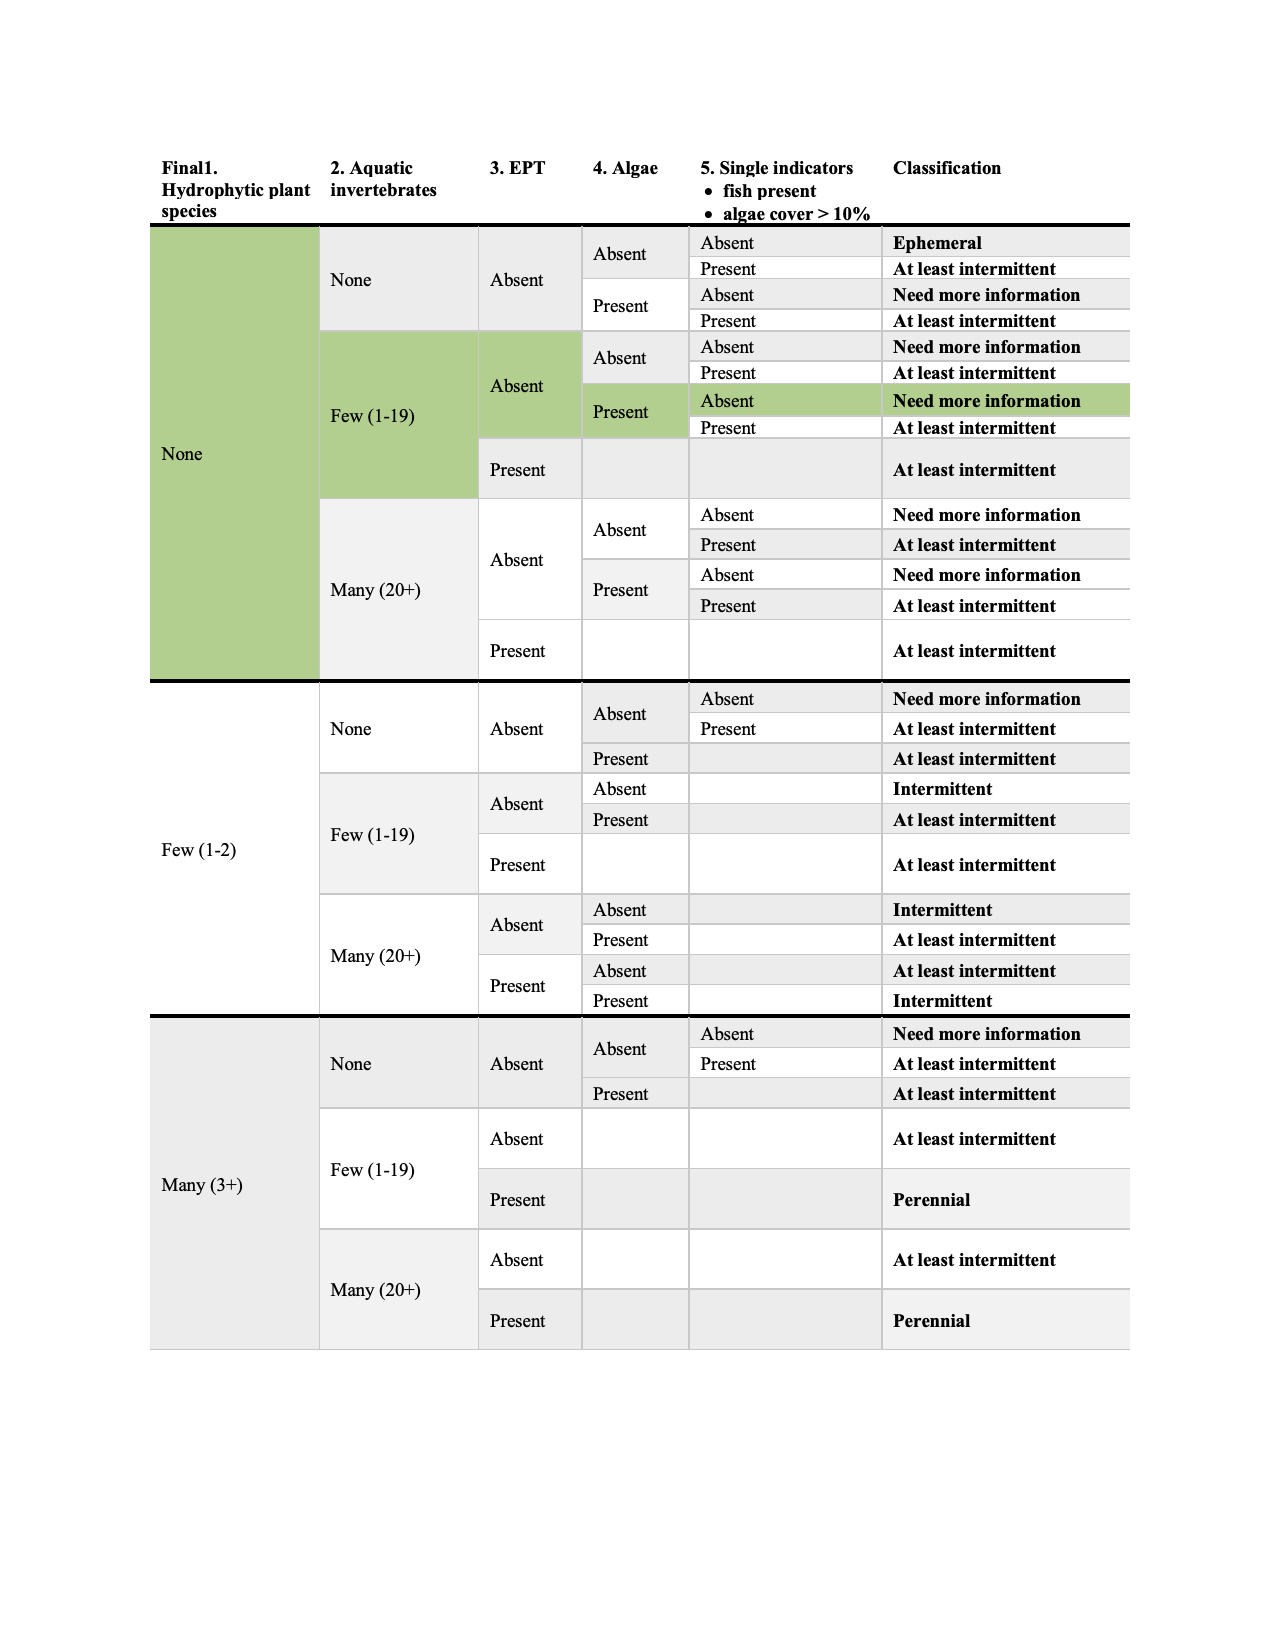 Final1. Hydrophytic plant species	2. Aquatic invertebrates	3. EPT	4. Algae	5. Single indicators • fish present • algae cover > 10%	Classification
None	None	Absent	Absent	Absent	Ephemeral
Present	At least intermittent
Present	Absent	Need more information
Present	At least intermittent
Few (1-19)	Absent	Absent	Absent	Need more information
Present	At least intermittent
Present	Absent	Need more information
Present	At least intermittent
Present	At least intermittent
Many (20+)	Absent	Absent	Absent	Need more information
Present	At least intermittent
Present	Absent	Need more information
Present	At least intermittent
Present	At least intermittent
Few (1-2)	None	Absent	Absent	Absent	Need more information
Present	At least intermittent
Present	At least intermittent
Few (1-19)	Absent	Absent	Intermittent
Present	At least intermittent
Present	At least intermittent
Many (20+)	Absent	Absent	Intermittent
Present	At least intermittent
Present	Absent	At least intermittent
Present	Intermittent
Many (3+)	None	Absent	Absent	Absent	Need more information
Present	At least intermittent
Present	At least intermittent
Few (1-19)	Absent	At least intermittent
Present	Perennial
Many (20+)	Absent	At least intermittent
Present	Perennial